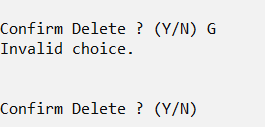 Confirm Delete ? (Y/N) G
Invalid choice.
Confirm Delete ? (Y/N)